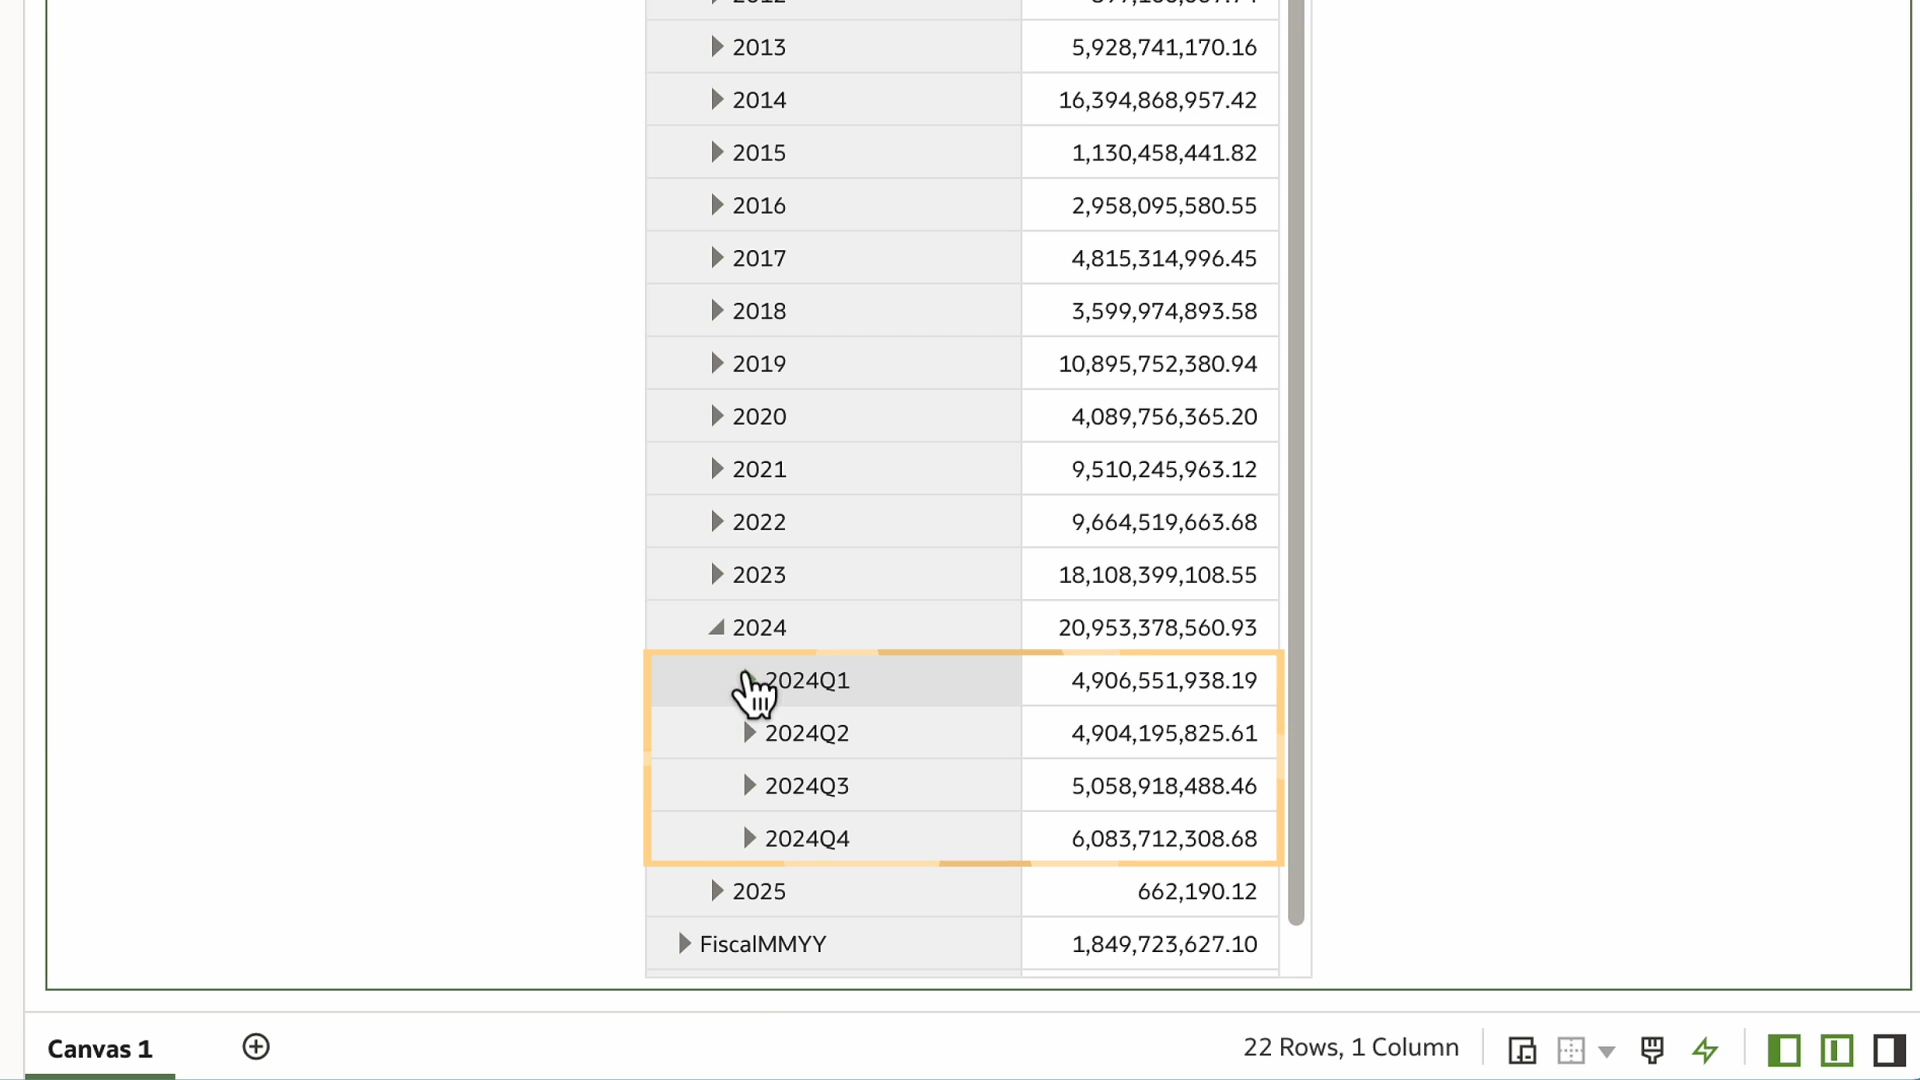 2013 5,928,741,170.16
2014 16,394,868,957.42
2015 1,130,458,441.82
2016 2,958,095,580.55
2017 4,815,314,996.45
2018 3,599,974,893.58
2019 10,895,752,380.94
2020 4,089,756,365.20
2021 9,510,245,963.12
2022 9,664,519,663.68
2023 18,108,399,108.55
2024 20,953,378,560.93
2024Q1 4,906,551,938.19
2024Q2 4,904,195,825.61
2024Q3 5,058,918,488.46
2024Q4 6,083,712,308.68
2025 662,190.12
FiscalMMYY 1,849,723,627.10
Canvas 1 22 Rows, 1 Column